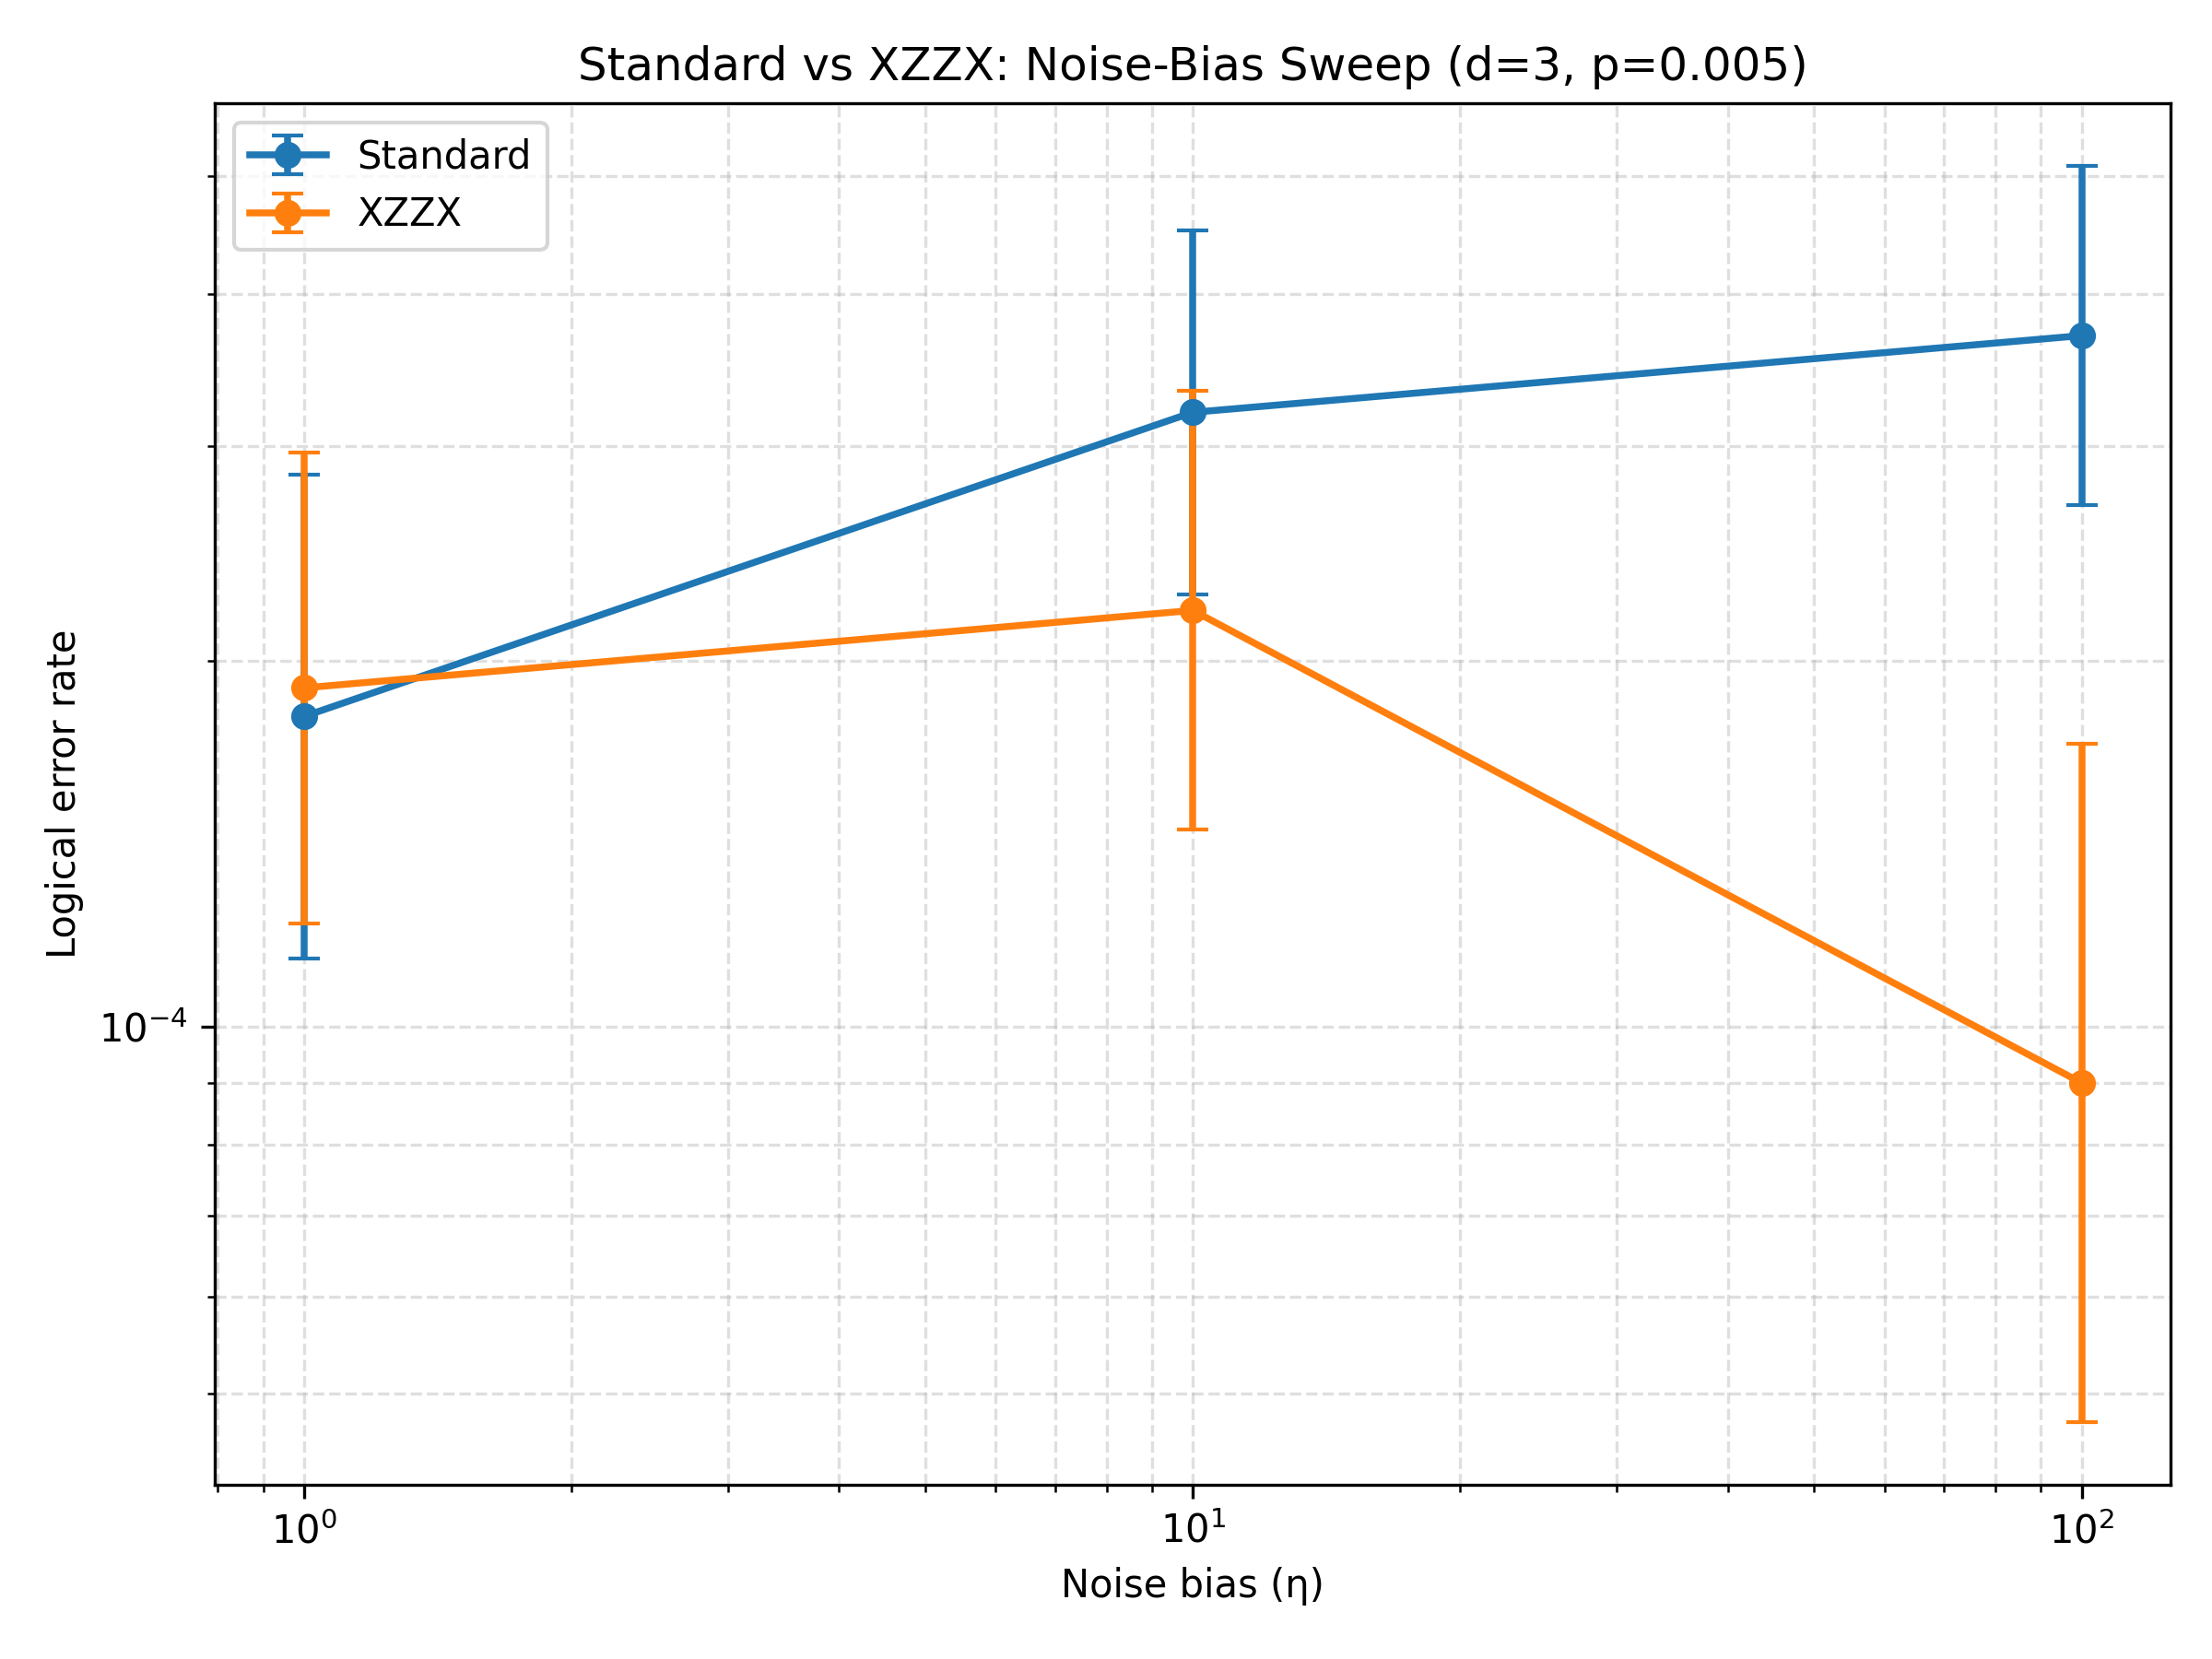 Standard vs XZZX: Noise-Bias Sweep (d=3, p=0.005)
Standard
XZZX
Logical error rate
10⁻⁴
10⁰ 10¹ 10²
Noise bias (η)